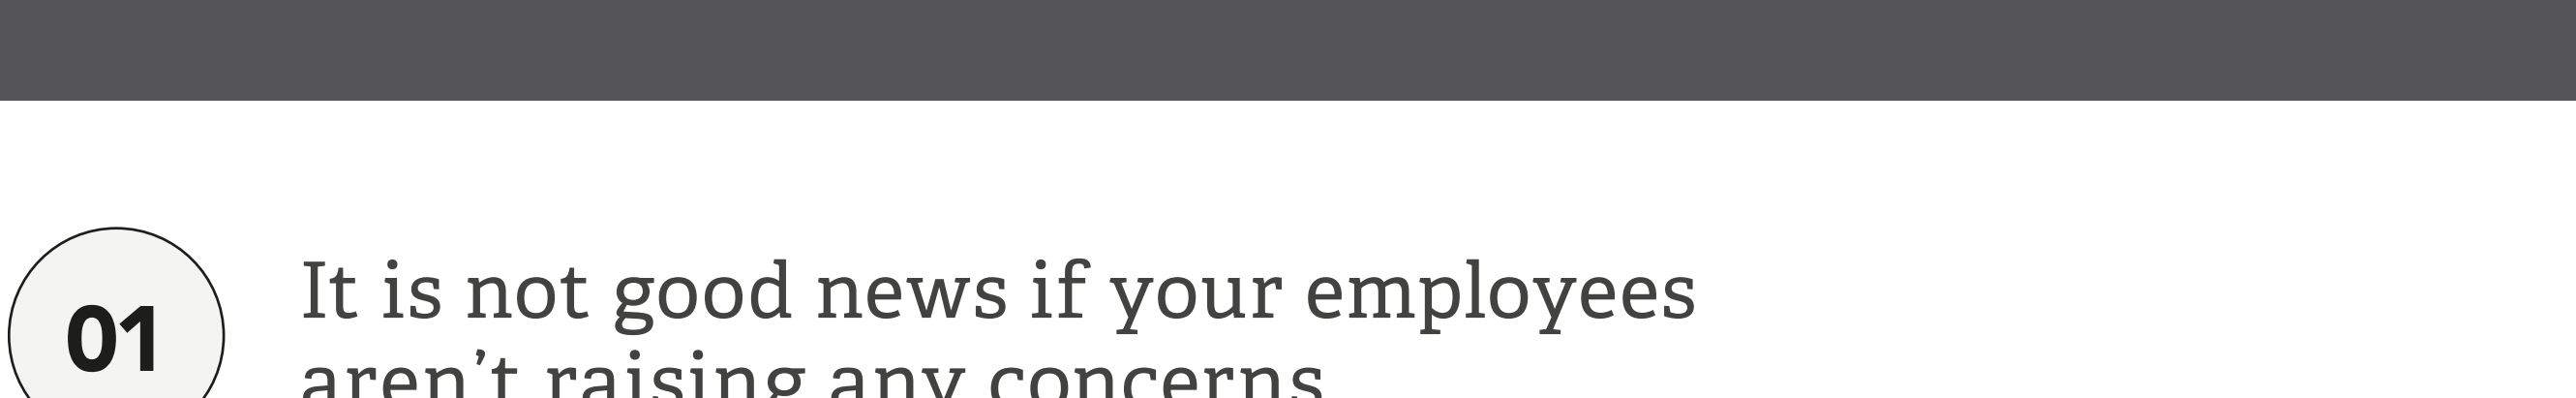 01
It is not good news if your employees
aren’t raising any concerns